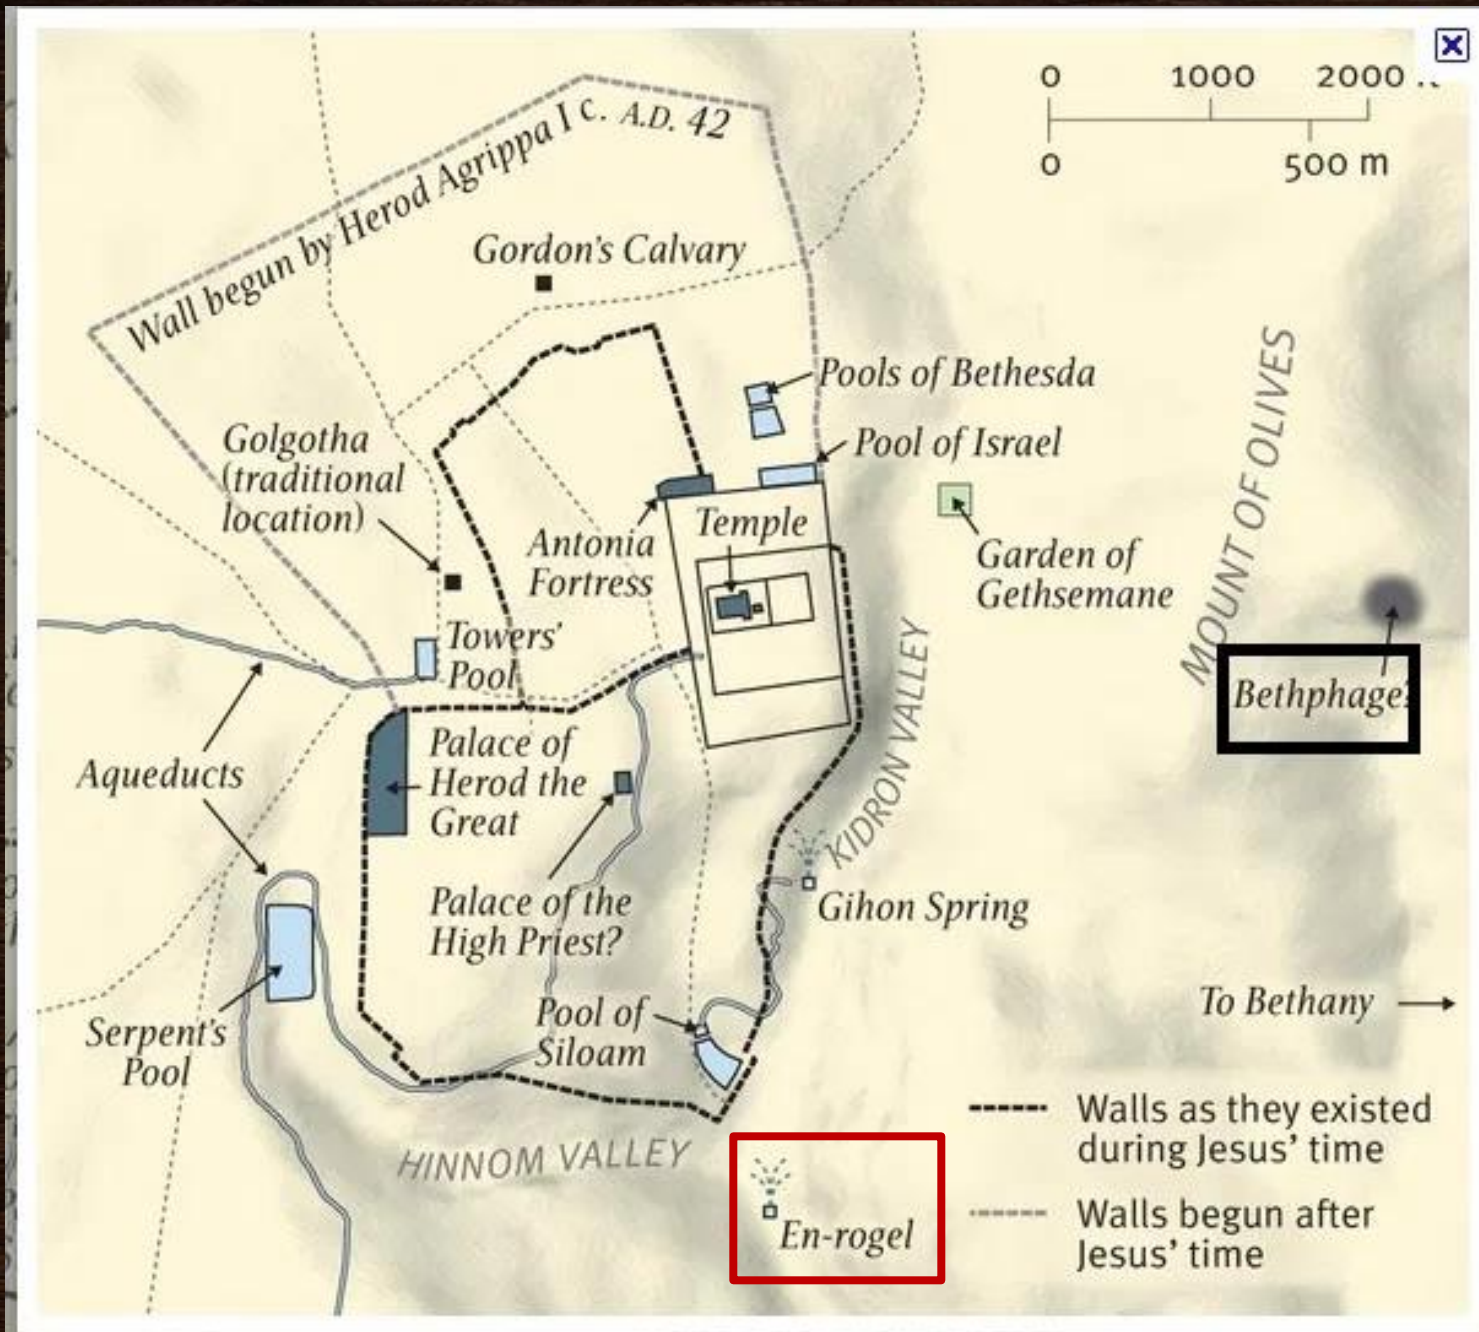 0 1000 2000
0 500 m
Wall begun by Herod Agrippa I c. A.D. 42
Gordon's Calvary
Pools of Bethesda
Pool of Israel
Golgotha
(traditional
location)
Antonia
Fortress
Temple
Garden of
Gethsemane
MOUNT OF OLIVES
Towers'
Pool
Bethphage?
KIDRON VALLEY
Aqueducts
Palace of
Herod the
Great
Palace of the
High Priest?
Gihon Spring
To Bethany
Serpent's
Pool
Pool of
Siloam
HINNOM VALLEY
En-rogel
Walls as they existed
during Jesus' time
Walls begun after
Jesus' time